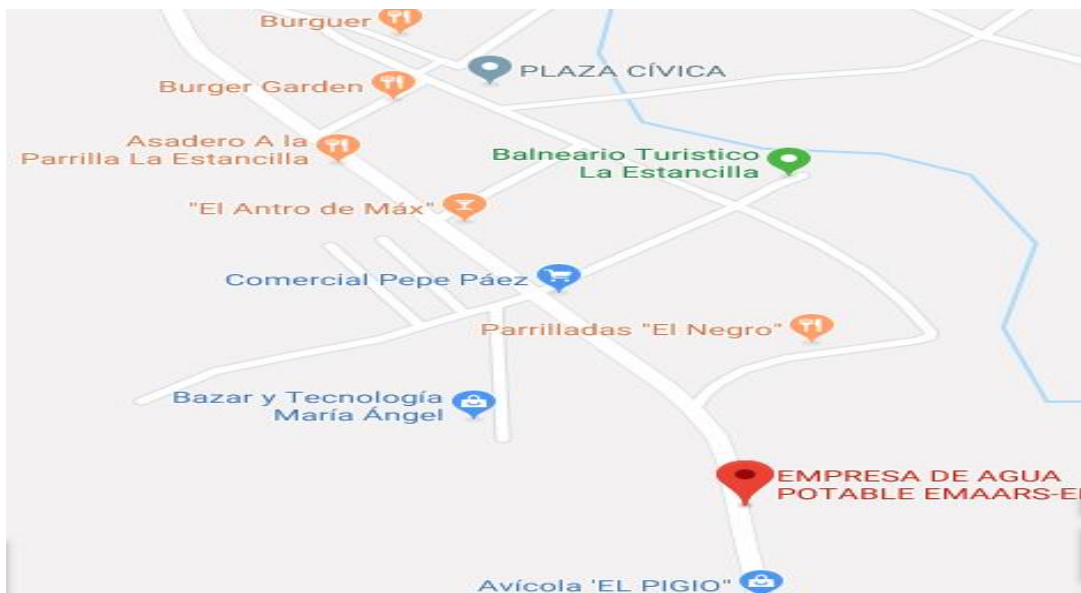 Burguer
PLAZA CÍVICA
Burger Garden
Asadero A la
Parrilla La Estancilla
Balneario Turistico
La Estancilla
"El Antro de Máx"
Comercial Pepe Páez
Parrilladas "El Negro"
Bazar y Tecnología
María Ángel
EMPRESA DE AGUA
POTABLE EMAARS-E
Avícola 'EL PIGIO"